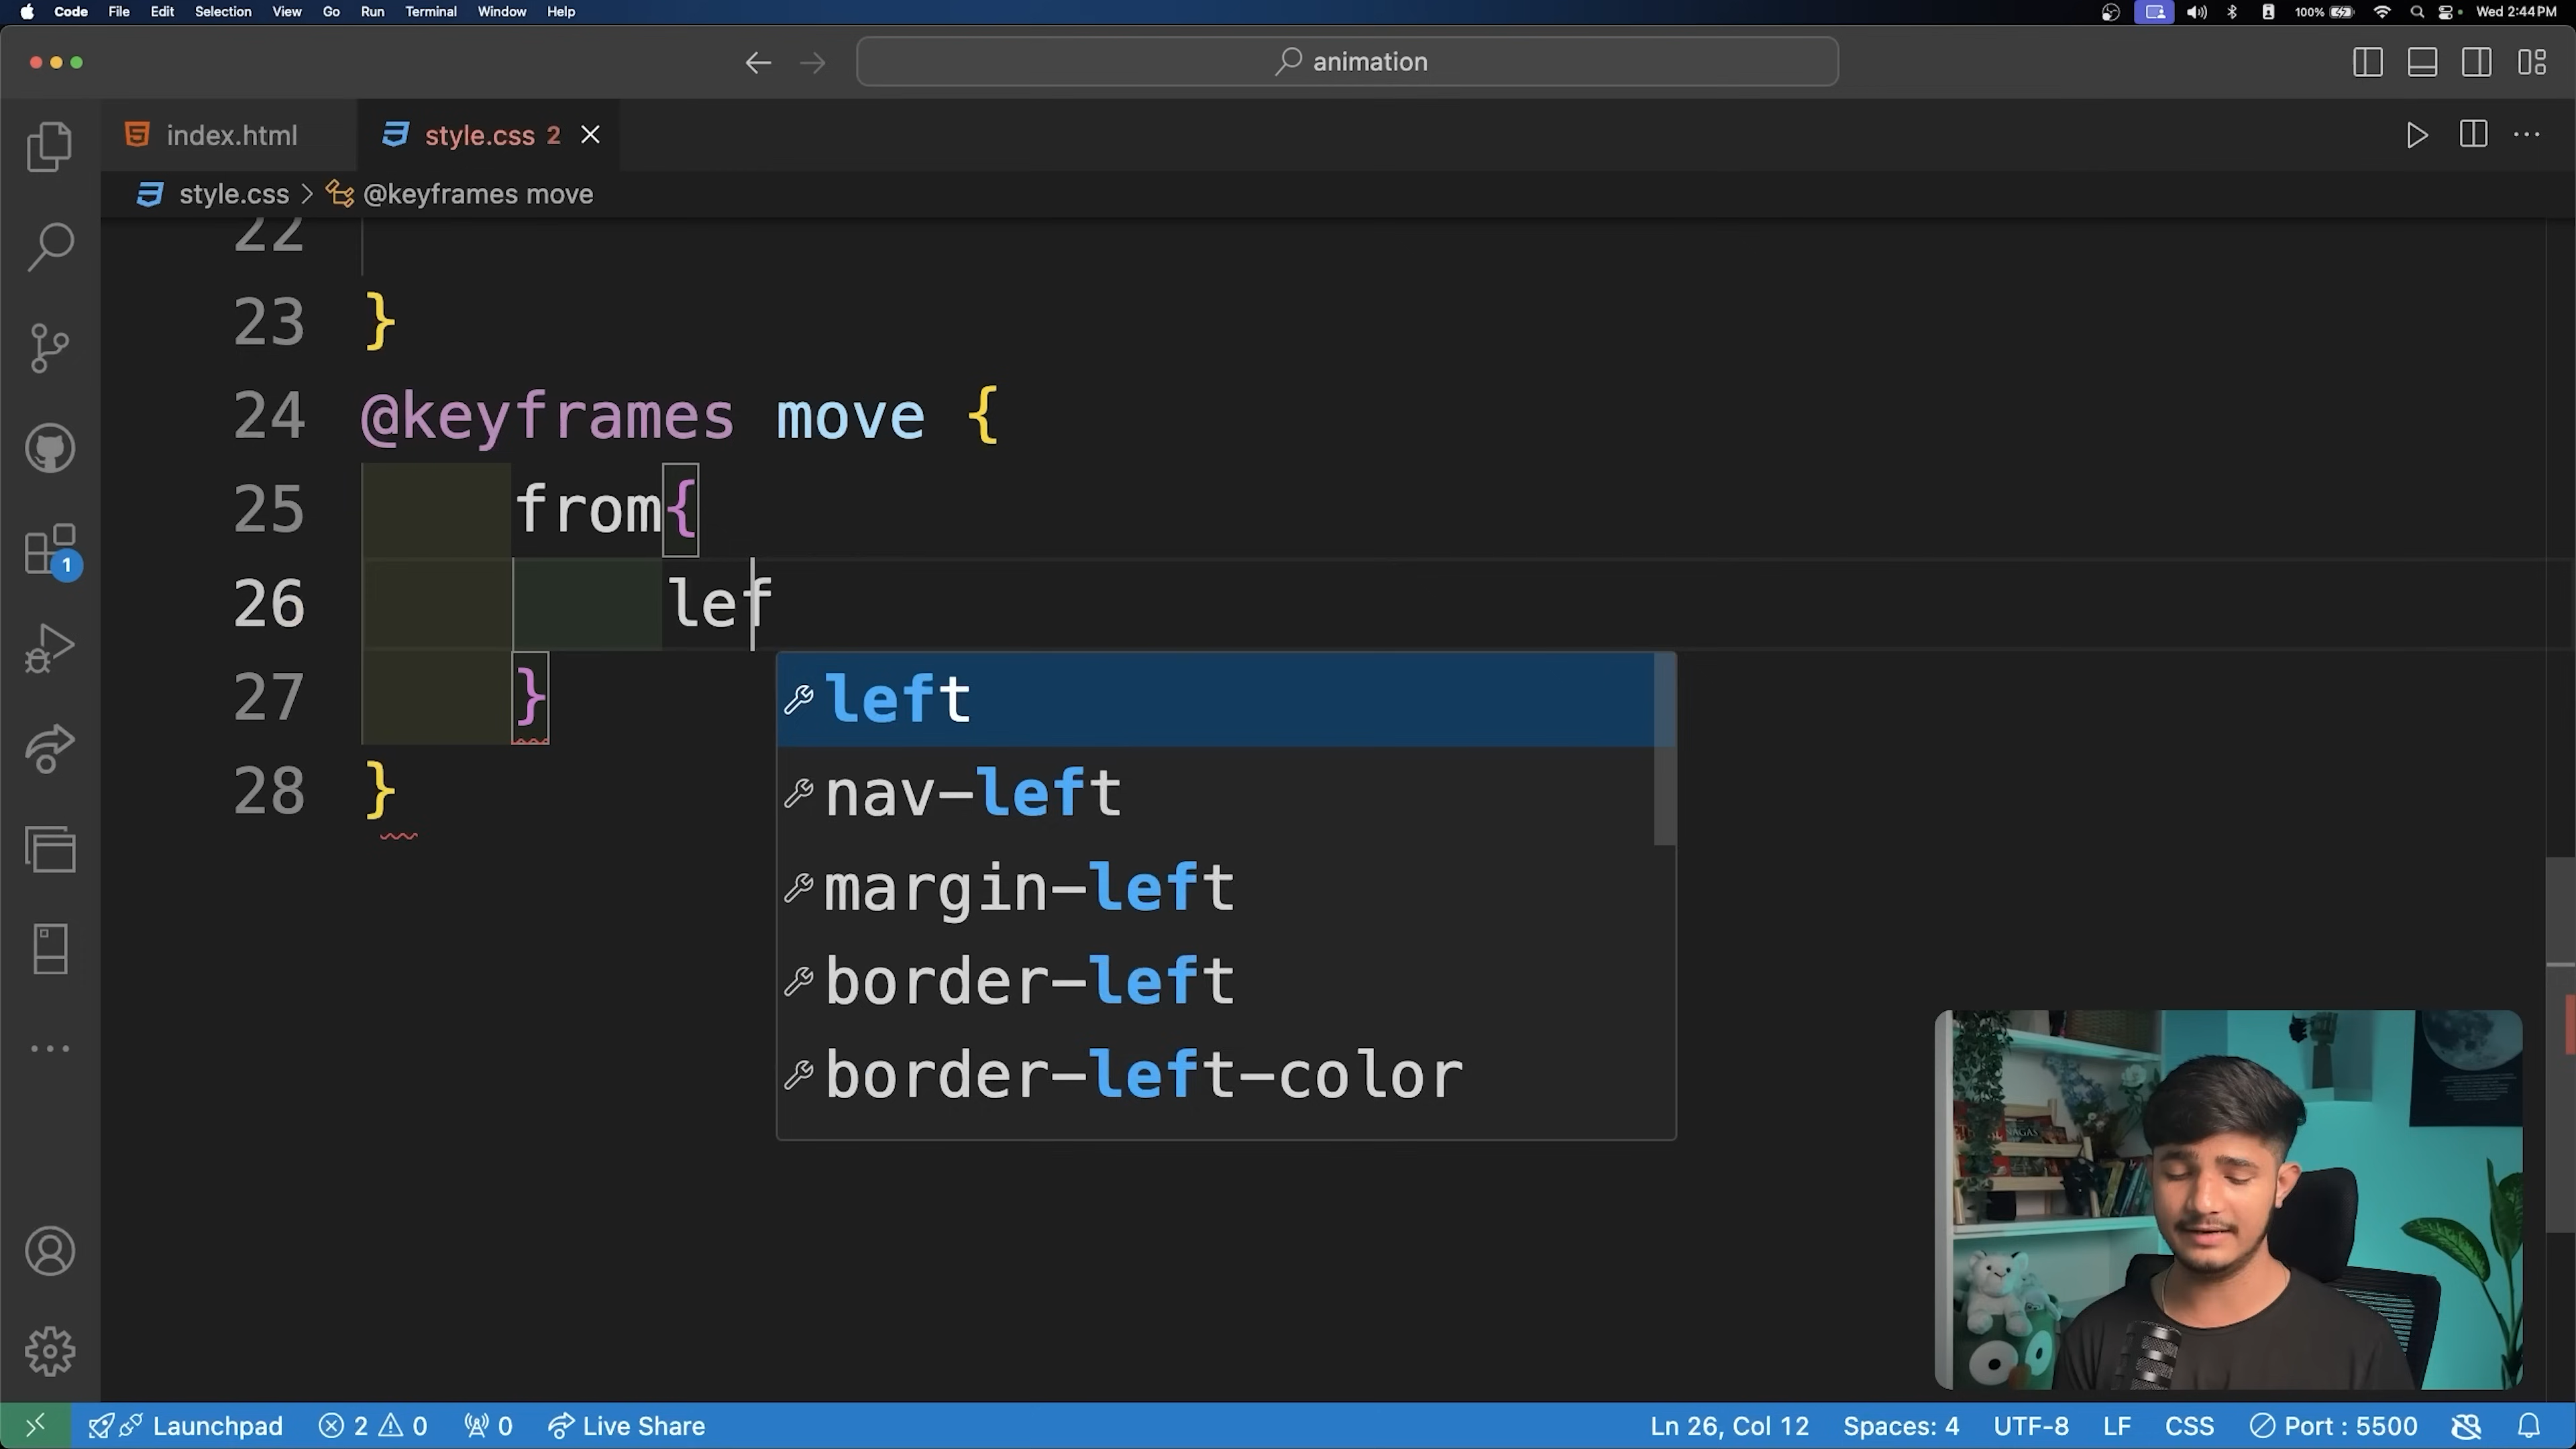 Code File Edit Selection View Go Run Terminal Window Help 100% Wed 2:44PM
animation
index.html style.css 2
style.css > @keyframes move
22
23 }
24 @keyframes move {
25 from{
26 lef
27 }
28 }
left
nav-left
margin-left
border-left
border-left-color
1
Launchpad 2 0 0 Live Share Ln 26, Col 12 Spaces: 4 UTF-8 LF CSS Port : 5500